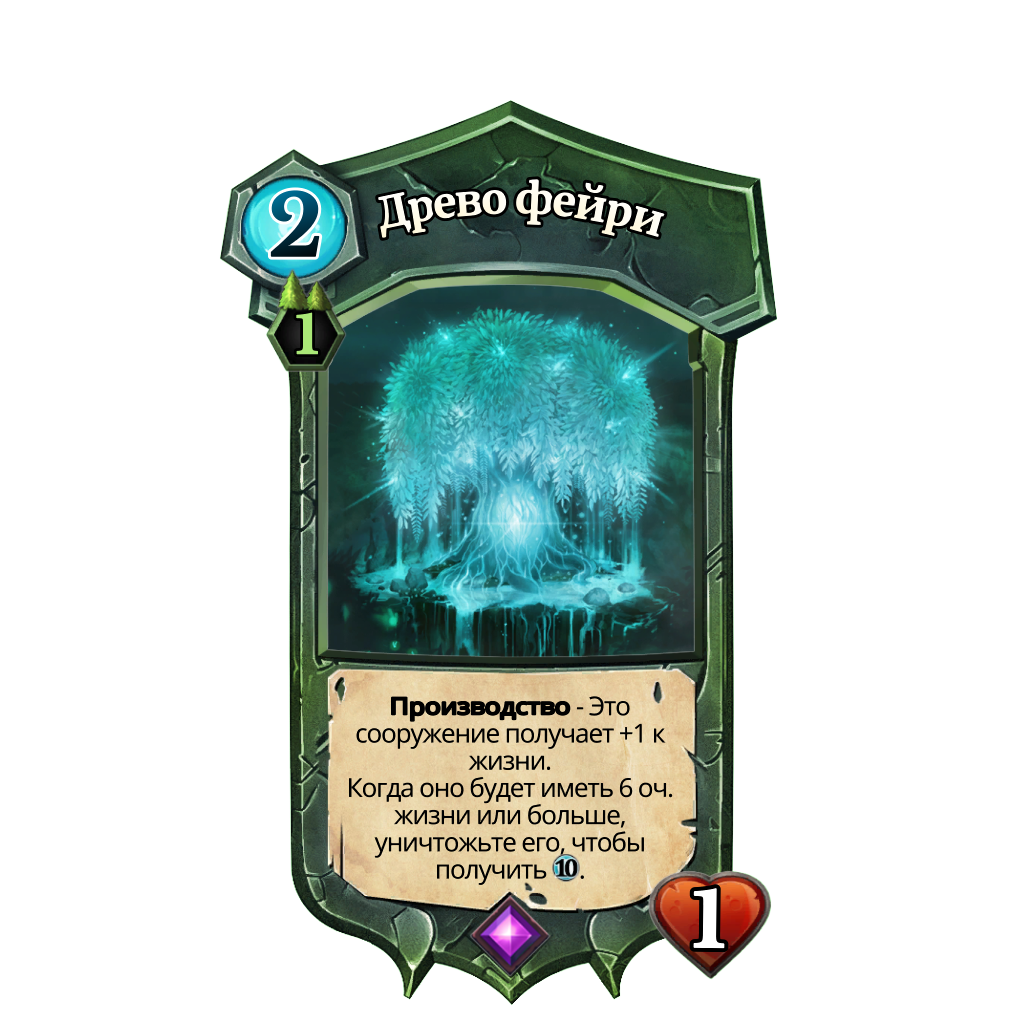 2
Древо фейри
1
Производство - Это
сооружение получает +1 к
жизни.
Когда оно будет иметь 6 оч.
жизни или больше,
уничтожьте его, чтобы
получить 10.
1